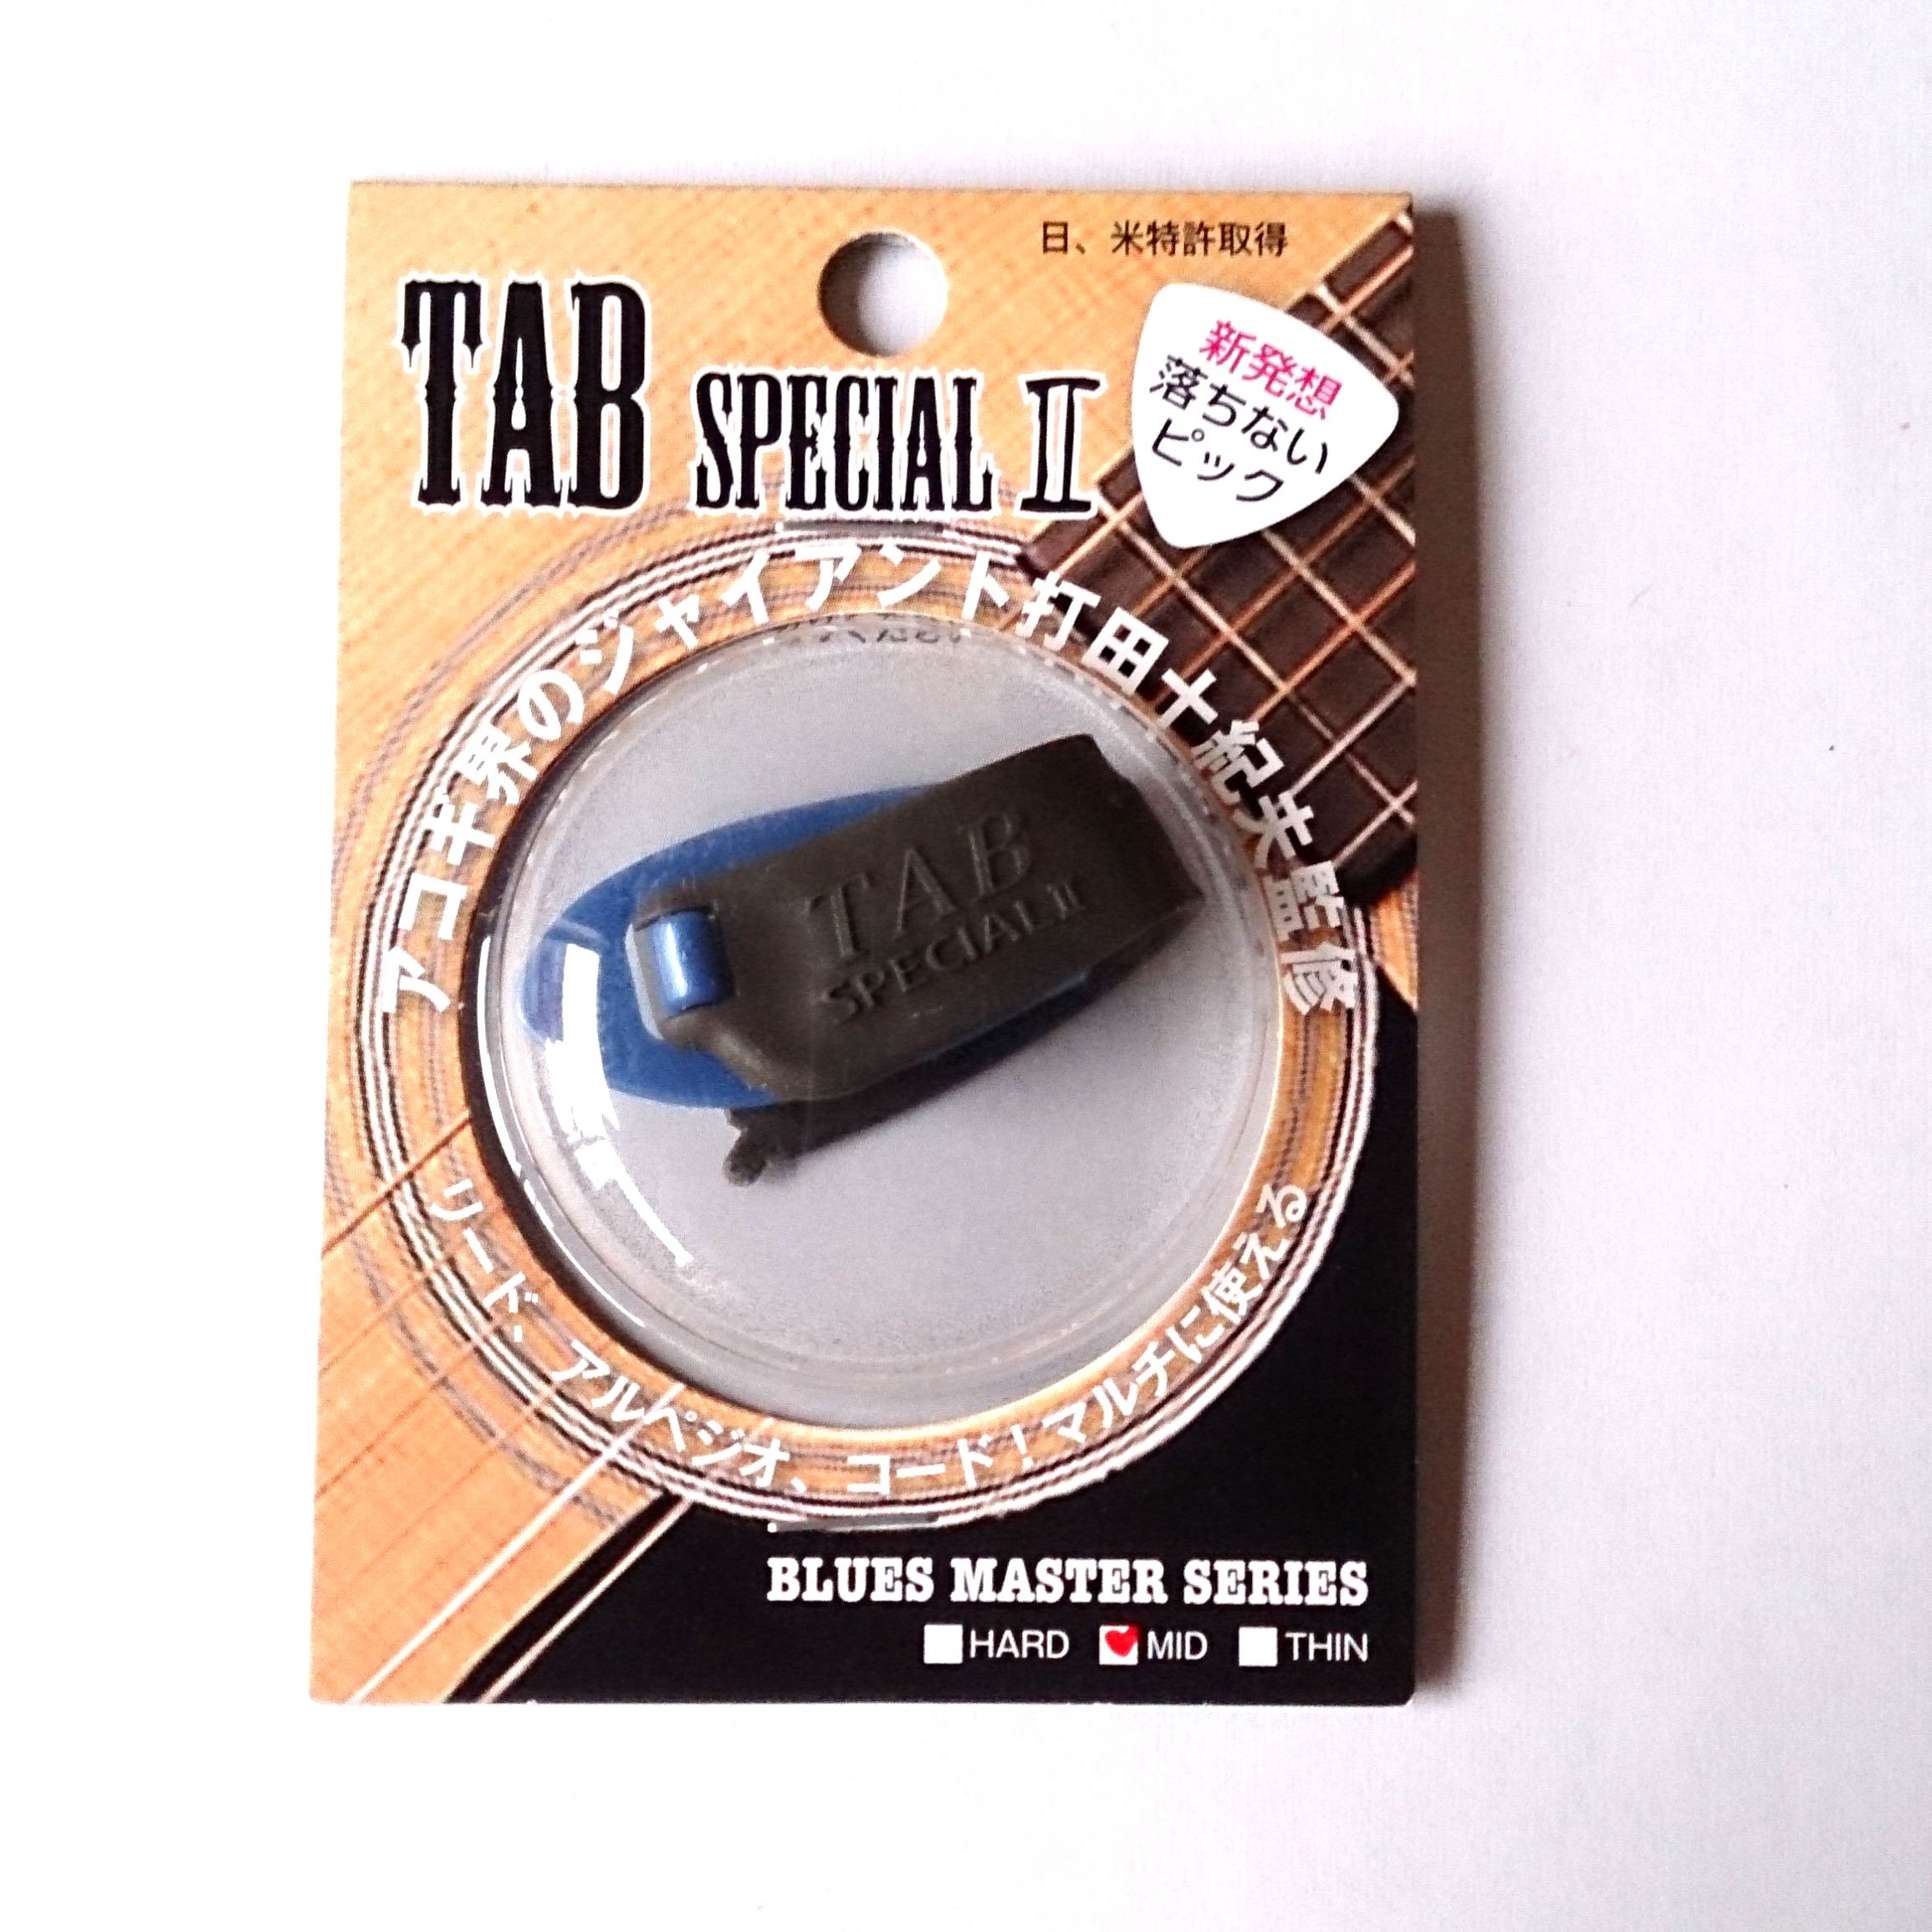 日、米特許取得
TAB SPECIAL II
新発想
落ちない
ピック
アコギ界のジャイアント打田十紀夫監修
TAB
SPECIAL II
リード、アルペジオ、コード!マルチに使える
BLUES MASTER SERIES
HARD MID THIN